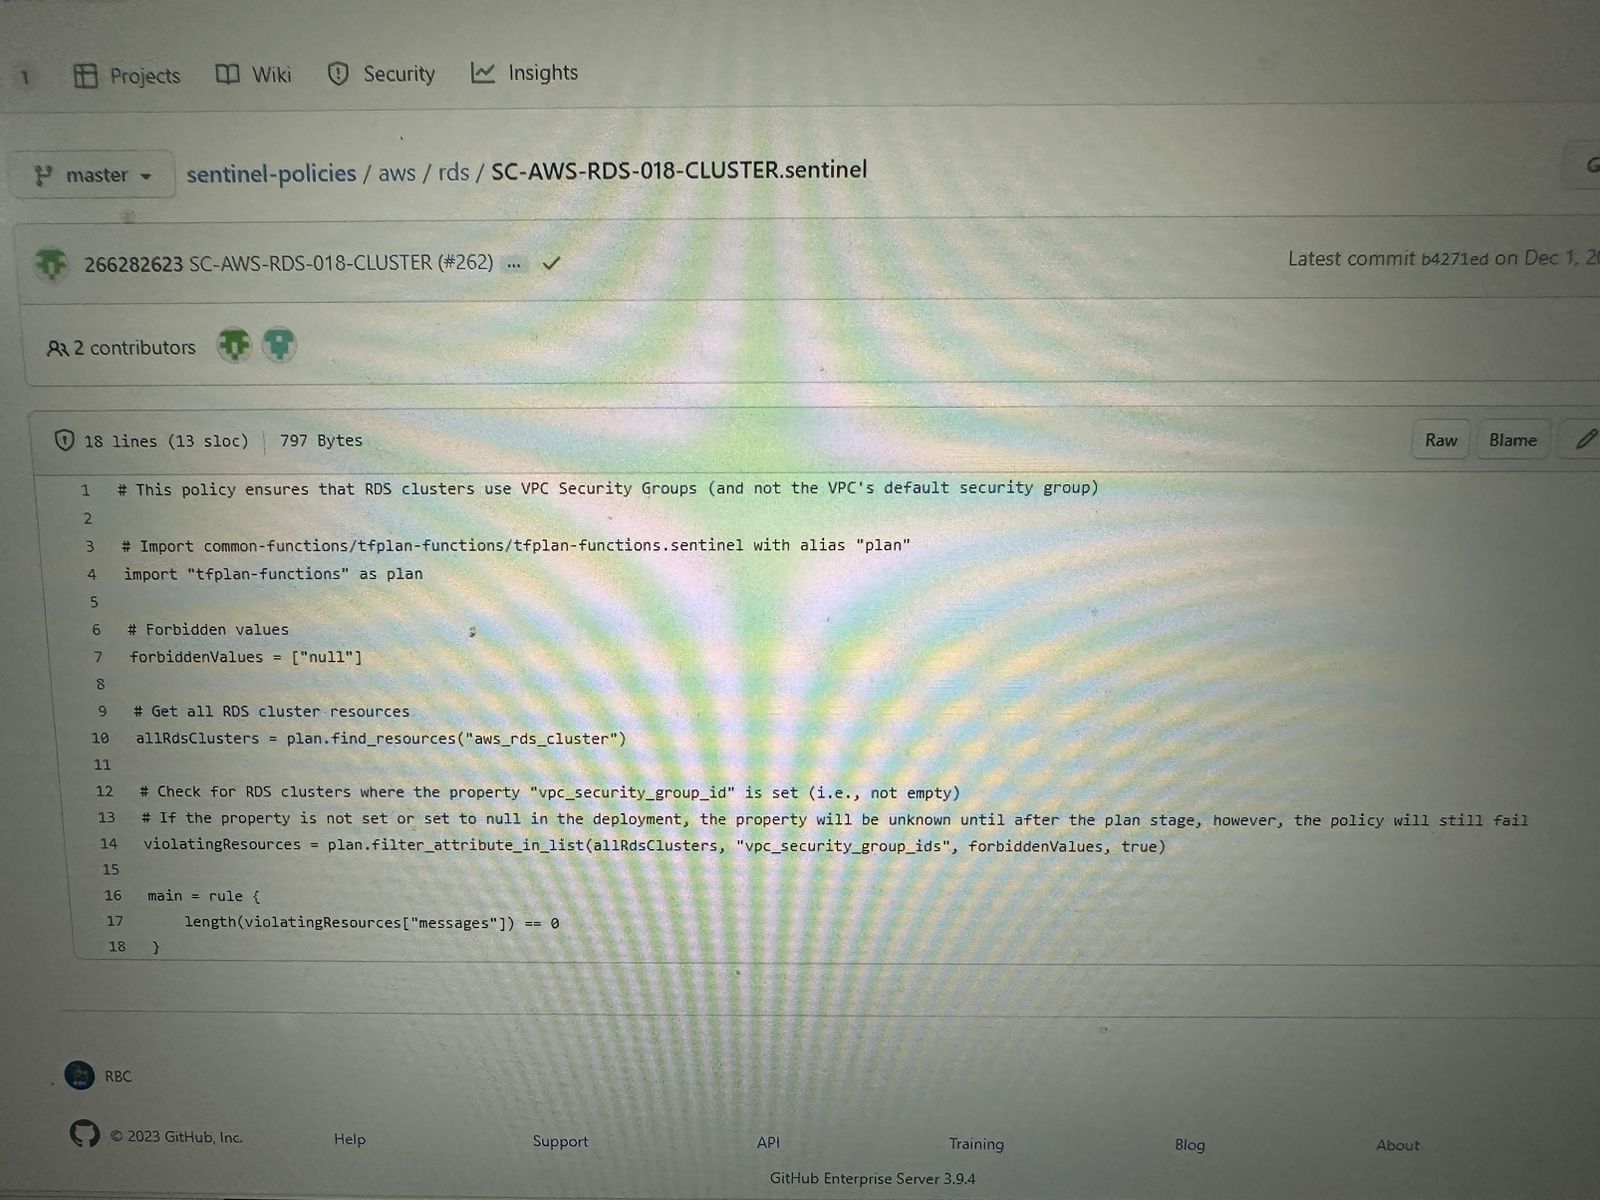 1 Projects Wiki Security Insights
master sentinel-policies / aws / rds / SC-AWS-RDS-018-CLUSTER.sentinel
266282623 SC-AWS-RDS-018-CLUSTER (#262) ... Latest commit b4271ed on Dec 1,
2 contributors
18 lines (13 sloc) 797 Bytes Raw Blame
1 # This policy ensures that RDS clusters use VPC Security Groups (and not the VPC's default security group)
2
3 # Import common-functions/tfplan-functions/tfplan-functions.sentinel with alias "plan"
4 import "tfplan-functions" as plan
5
6 # Forbidden values
7 forbiddenValues = ["null"]
8
9 # Get all RDS cluster resources
10 allRdsClusters = plan.find_resources("aws_rds_cluster")
11
12 # Check for RDS clusters where the property "vpc_security_group_id" is set (i.e., not empty)
13 # If the property is not set or set to null in the deployment, the property will be unknown until after the plan stage, however, the policy will still fail
14 violatingResources = plan.filter_attribute_in_list(allRdsClusters, "vpc_security_group_ids", forbiddenValues, true)
15
16 main = rule {
17 length(violatingResources["messages"]) == 0
18 }
RBC
© 2023 GitHub, Inc. Help Support API Training Blog About
GitHub Enterprise Server 3.9.4